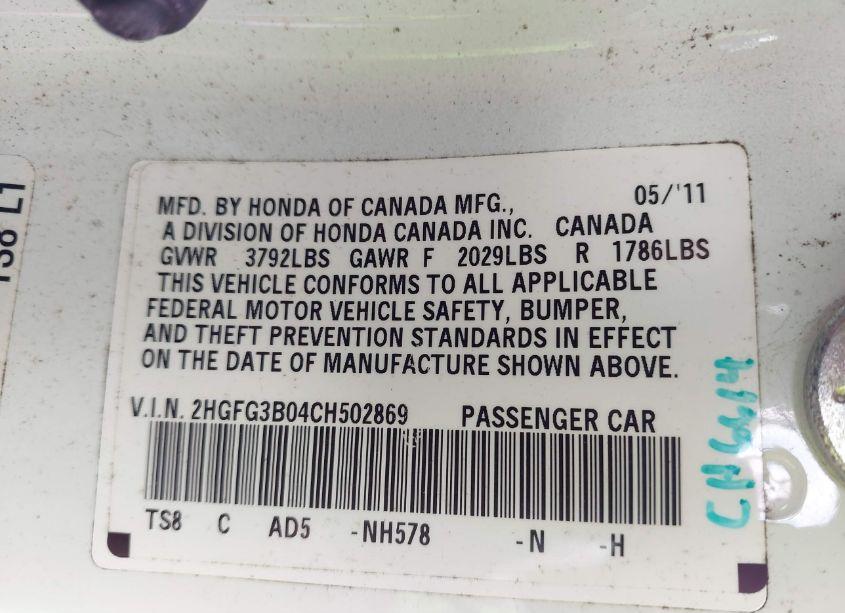 MFD. BY HONDA OF CANADA MFG., 05/'11
A DIVISION OF HONDA CANADA INC. CANADA
GVWR 3792LBS GAWR F 2029LBS R 1786LBS
THIS VEHICLE CONFORMS TO ALL APPLICABLE
FEDERAL MOTOR VEHICLE SAFETY, BUMPER,
AND THEFT PREVENTION STANDARDS IN EFFECT
ON THE DATE OF MANUFACTURE SHOWN ABOVE.
V.I.N. 2HGFG3B04CH502869 PASSENGER CAR
TS8 C AD5 -NH578 -N -H
TS8 L1